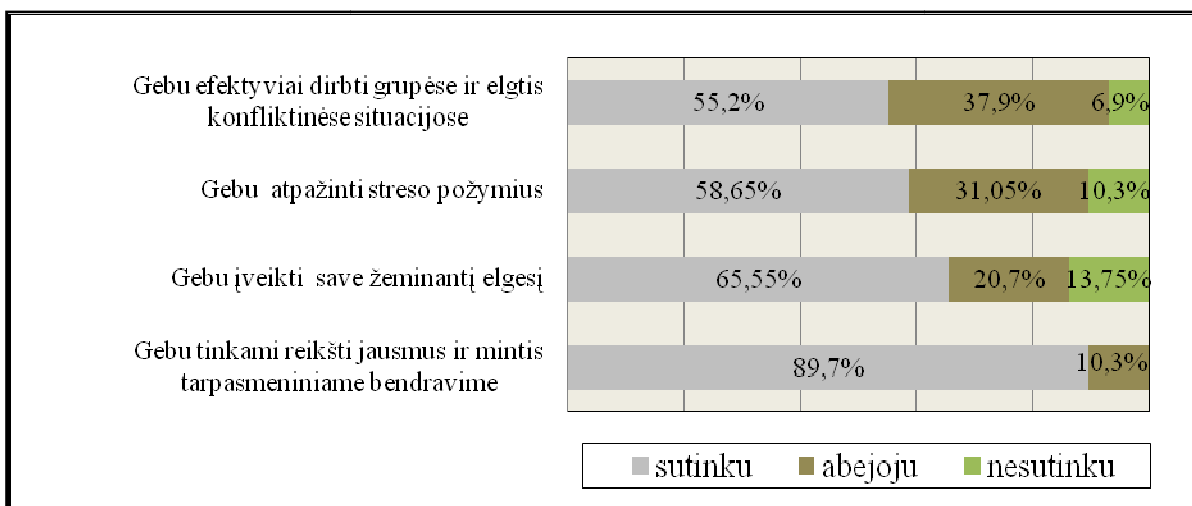 Gebu efektyviai dirbti grupėse ir elgtis
konfliktinėse situacijose
55,2% 37,9% 6,9%
Gebu atpažinti streso požymius
58,65% 31,05% 10,3%
Gebu įveikti save žeminantį elgesį
65,55% 20,7% 13,75%
Gebu tinkami reikšti jausmus ir mintis
tarpasmeniniame bendravime
89,7% 10,3%
sutinku abejoju nesutinku